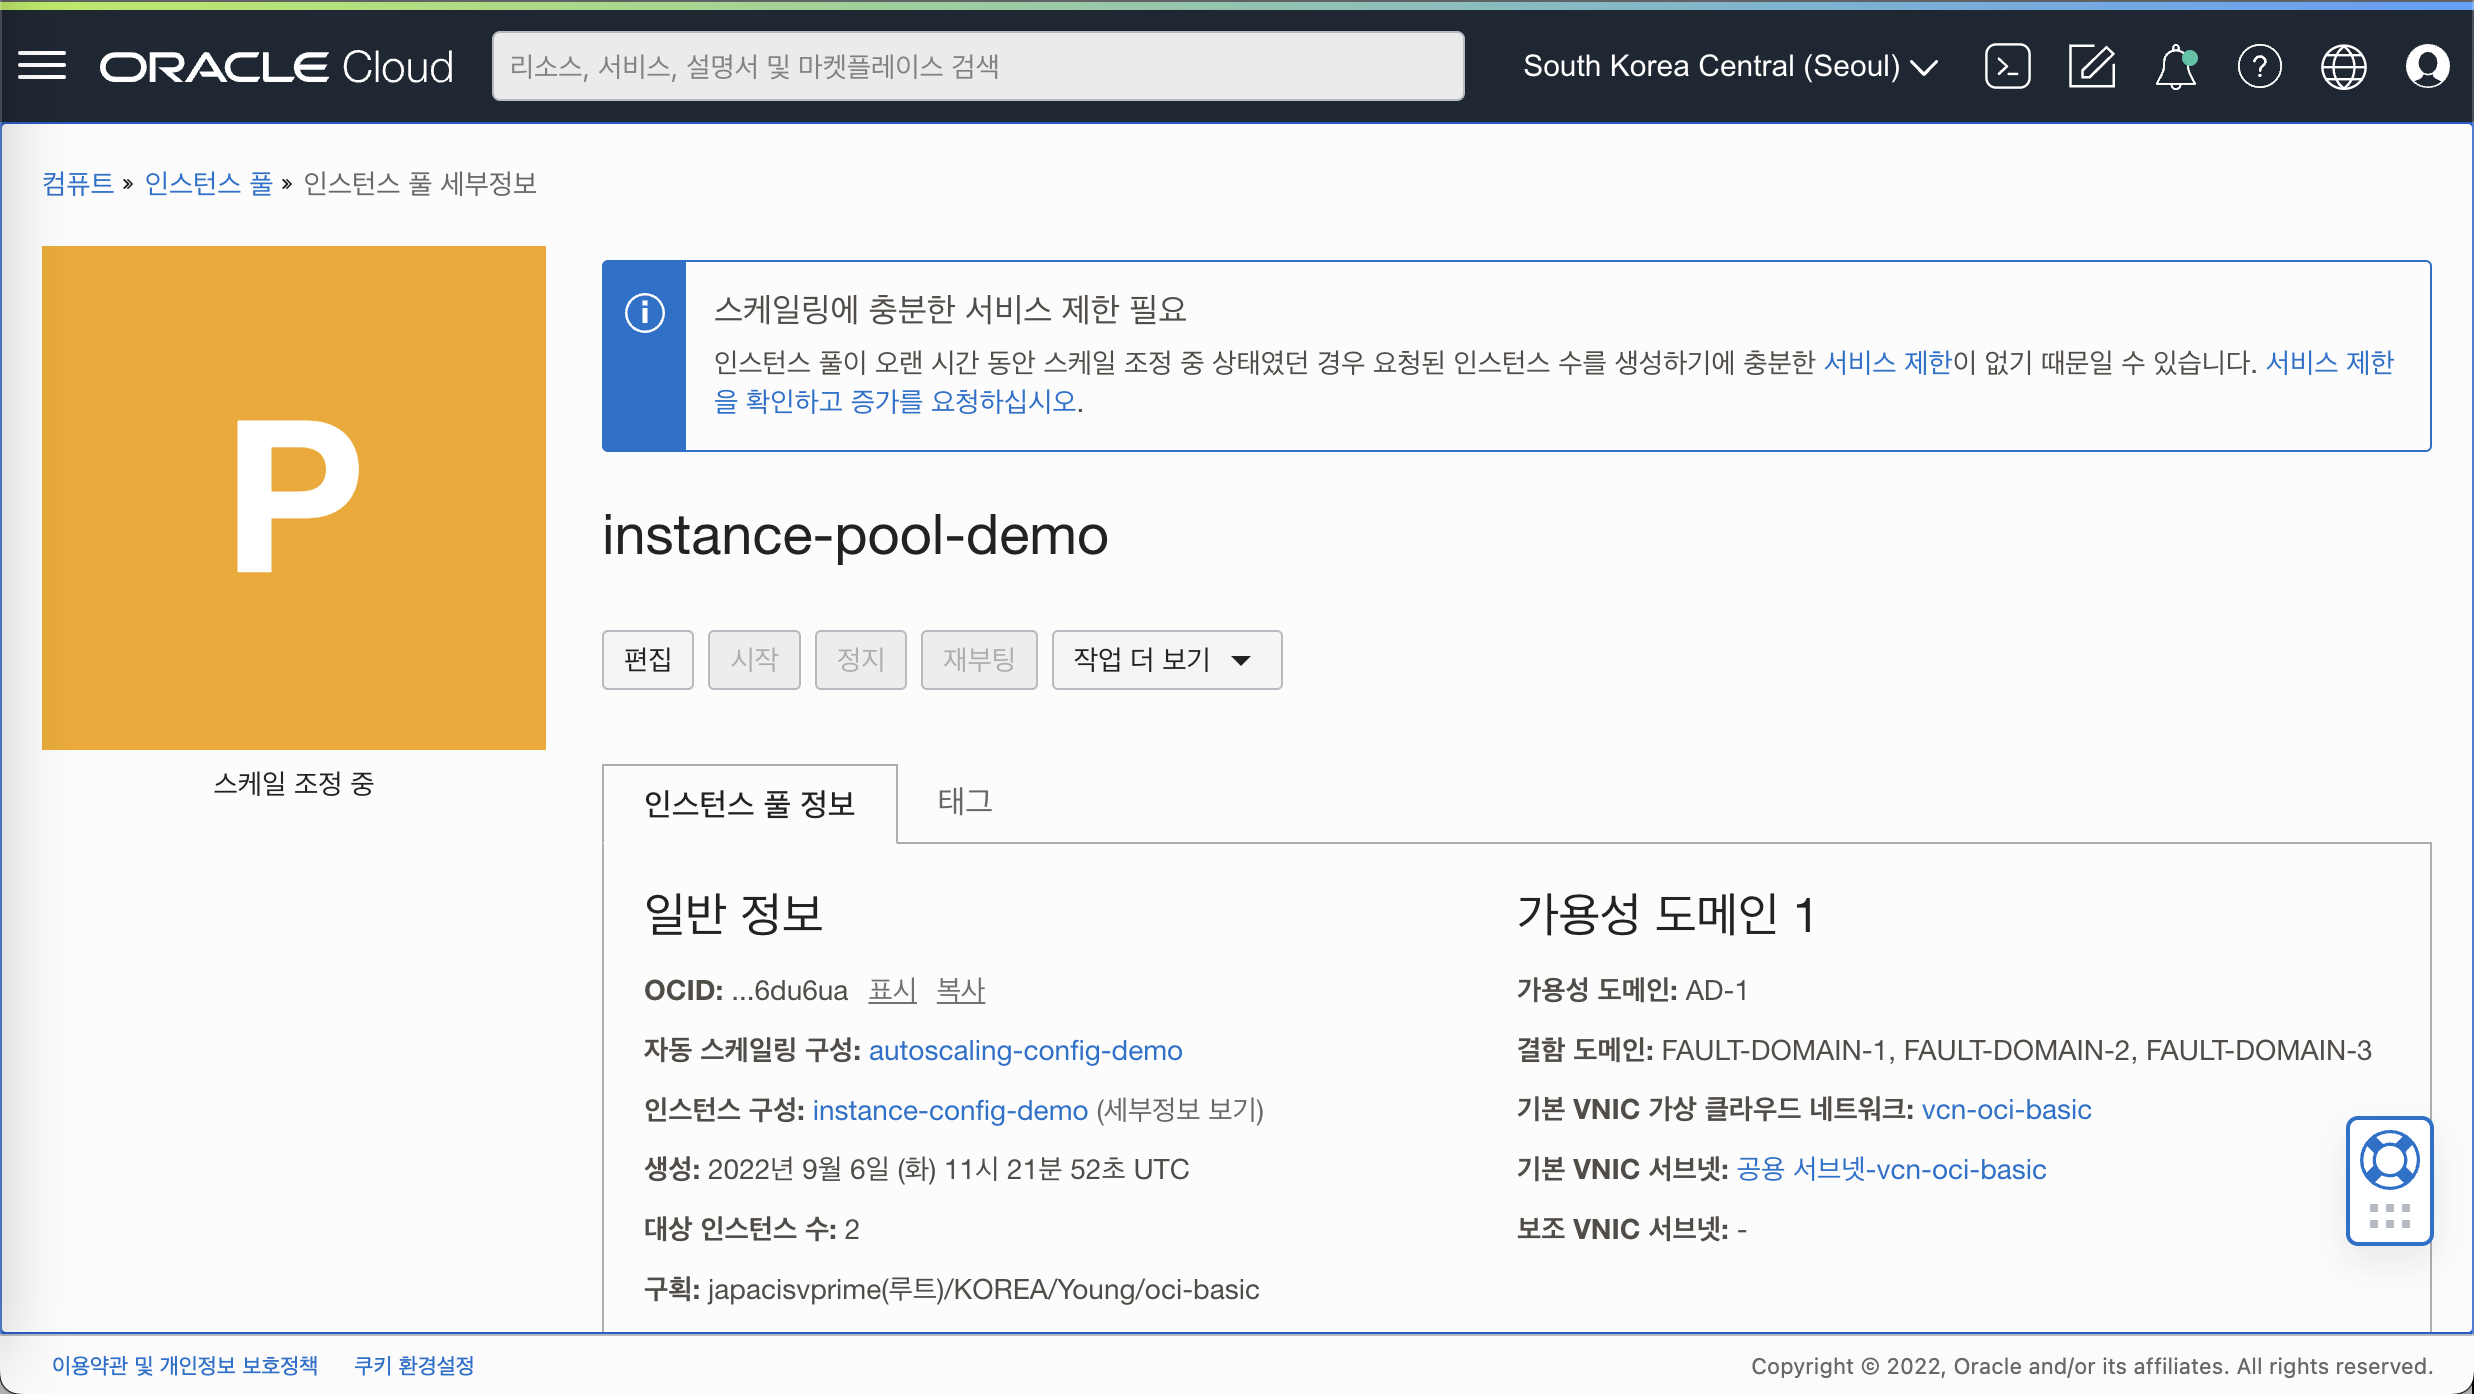 ORACLE Cloud
리소스, 서비스, 설명서 및 마켓플레이스 검색
South Korea Central (Seoul)
컴퓨트 » 인스턴스 풀 » 인스턴스 풀 세부정보
P
스케일 조정 중
스케일링에 충분한 서비스 제한 필요
인스턴스 풀이 오랜 시간 동안 스케일 조정 중 상태였던 경우 요청된 인스턴스 수를 생성하기에 충분한 서비스 제한이 없기 때문일 수 있습니다. 서비스 제한
을 확인하고 증가를 요청하십시오.
instance-pool-demo
편집 시작 정지 재부팅 작업 더 보기
인스턴스 풀 정보 태그
일반 정보
OCID: ...6du6ua 표시 복사
자동 스케일링 구성: autoscaling-config-demo
인스턴스 구성: instance-config-demo (세부정보 보기)
생성: 2022년 9월 6일 (화) 11시 21분 52초 UTC
대상 인스턴스 수: 2
구획: japacisvprime(루트)/KOREA/Young/oci-basic
가용성 도메인 1
가용성 도메인: AD-1
결함 도메인: FAULT-DOMAIN-1, FAULT-DOMAIN-2, FAULT-DOMAIN-3
기본 VNIC 가상 클라우드 네트워크: vcn-oci-basic
기본 VNIC 서브넷: 공용 서브넷-vcn-oci-basic
보조 VNIC 서브넷: -
이용약관 및 개인정보 보호정책 쿠키 환경설정
Copyright © 2022, Oracle and/or its affiliates. All rights reserved.